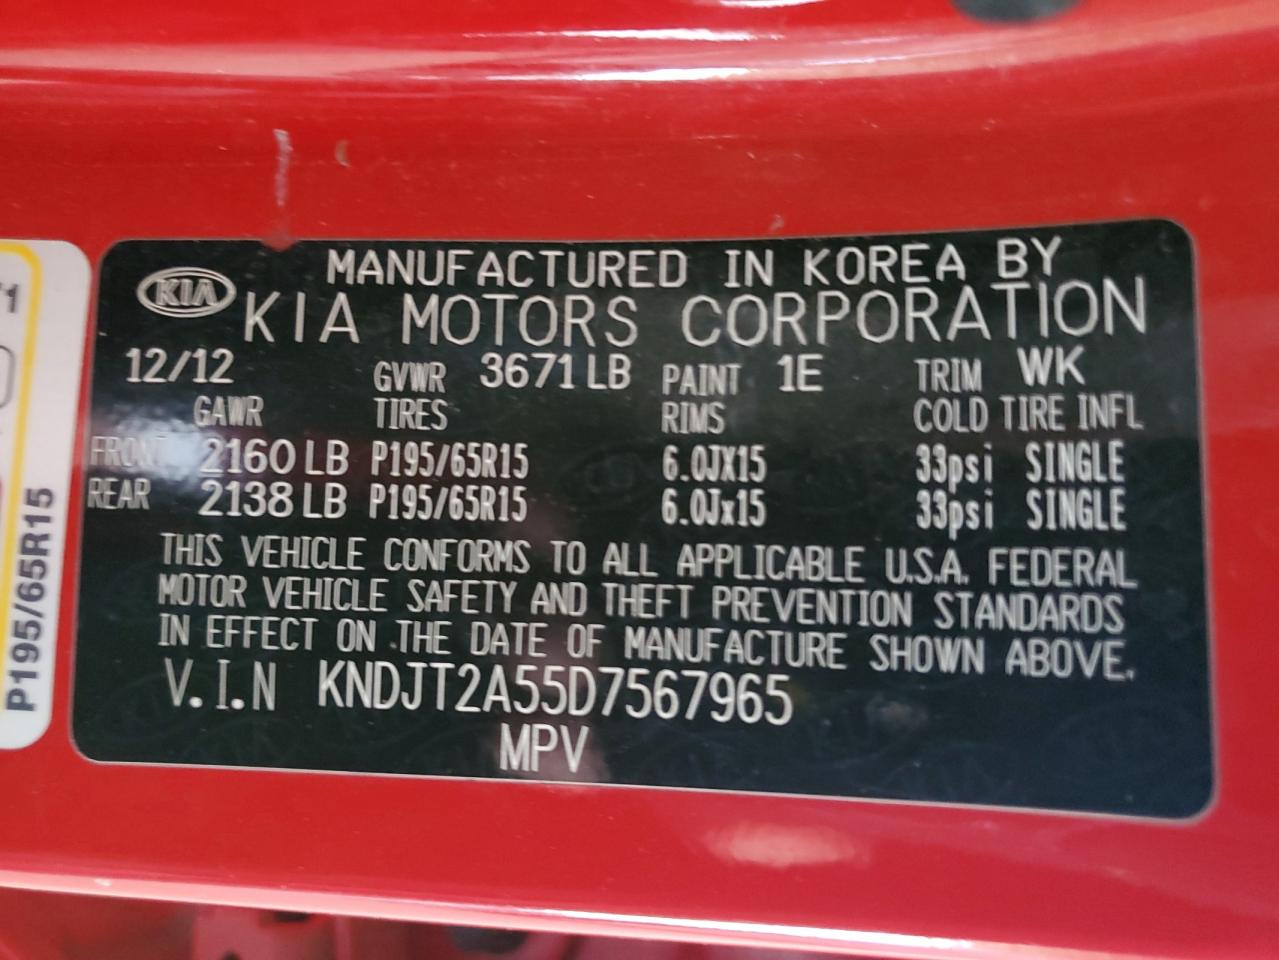 MANUFACTURED IN KOREA BY
KIA
KIA MOTORS CORPORATION
12/12 GVWR 3671 LB PAINT 1E TRIM WK
GAWR TIRES RIMS COLD TIRE INFL
FRONT 2160 LB P195/65R15 6.0JX15 33psi SINGLE
REAR 2138 LB P195/65R15 6.0Jx15 33psi SINGLE
THIS VEHICLE CONFORMS TO ALL APPLICABLE U.S.A. FEDERAL
MOTOR VEHICLE SAFETY AND THEFT PREVENTION STANDARDS
IN EFFECT ON THE DATE OF MANUFACTURE SHOWN ABOVE.
V.I.N KNDJT2A55D7567965
MPV
P195/65R15